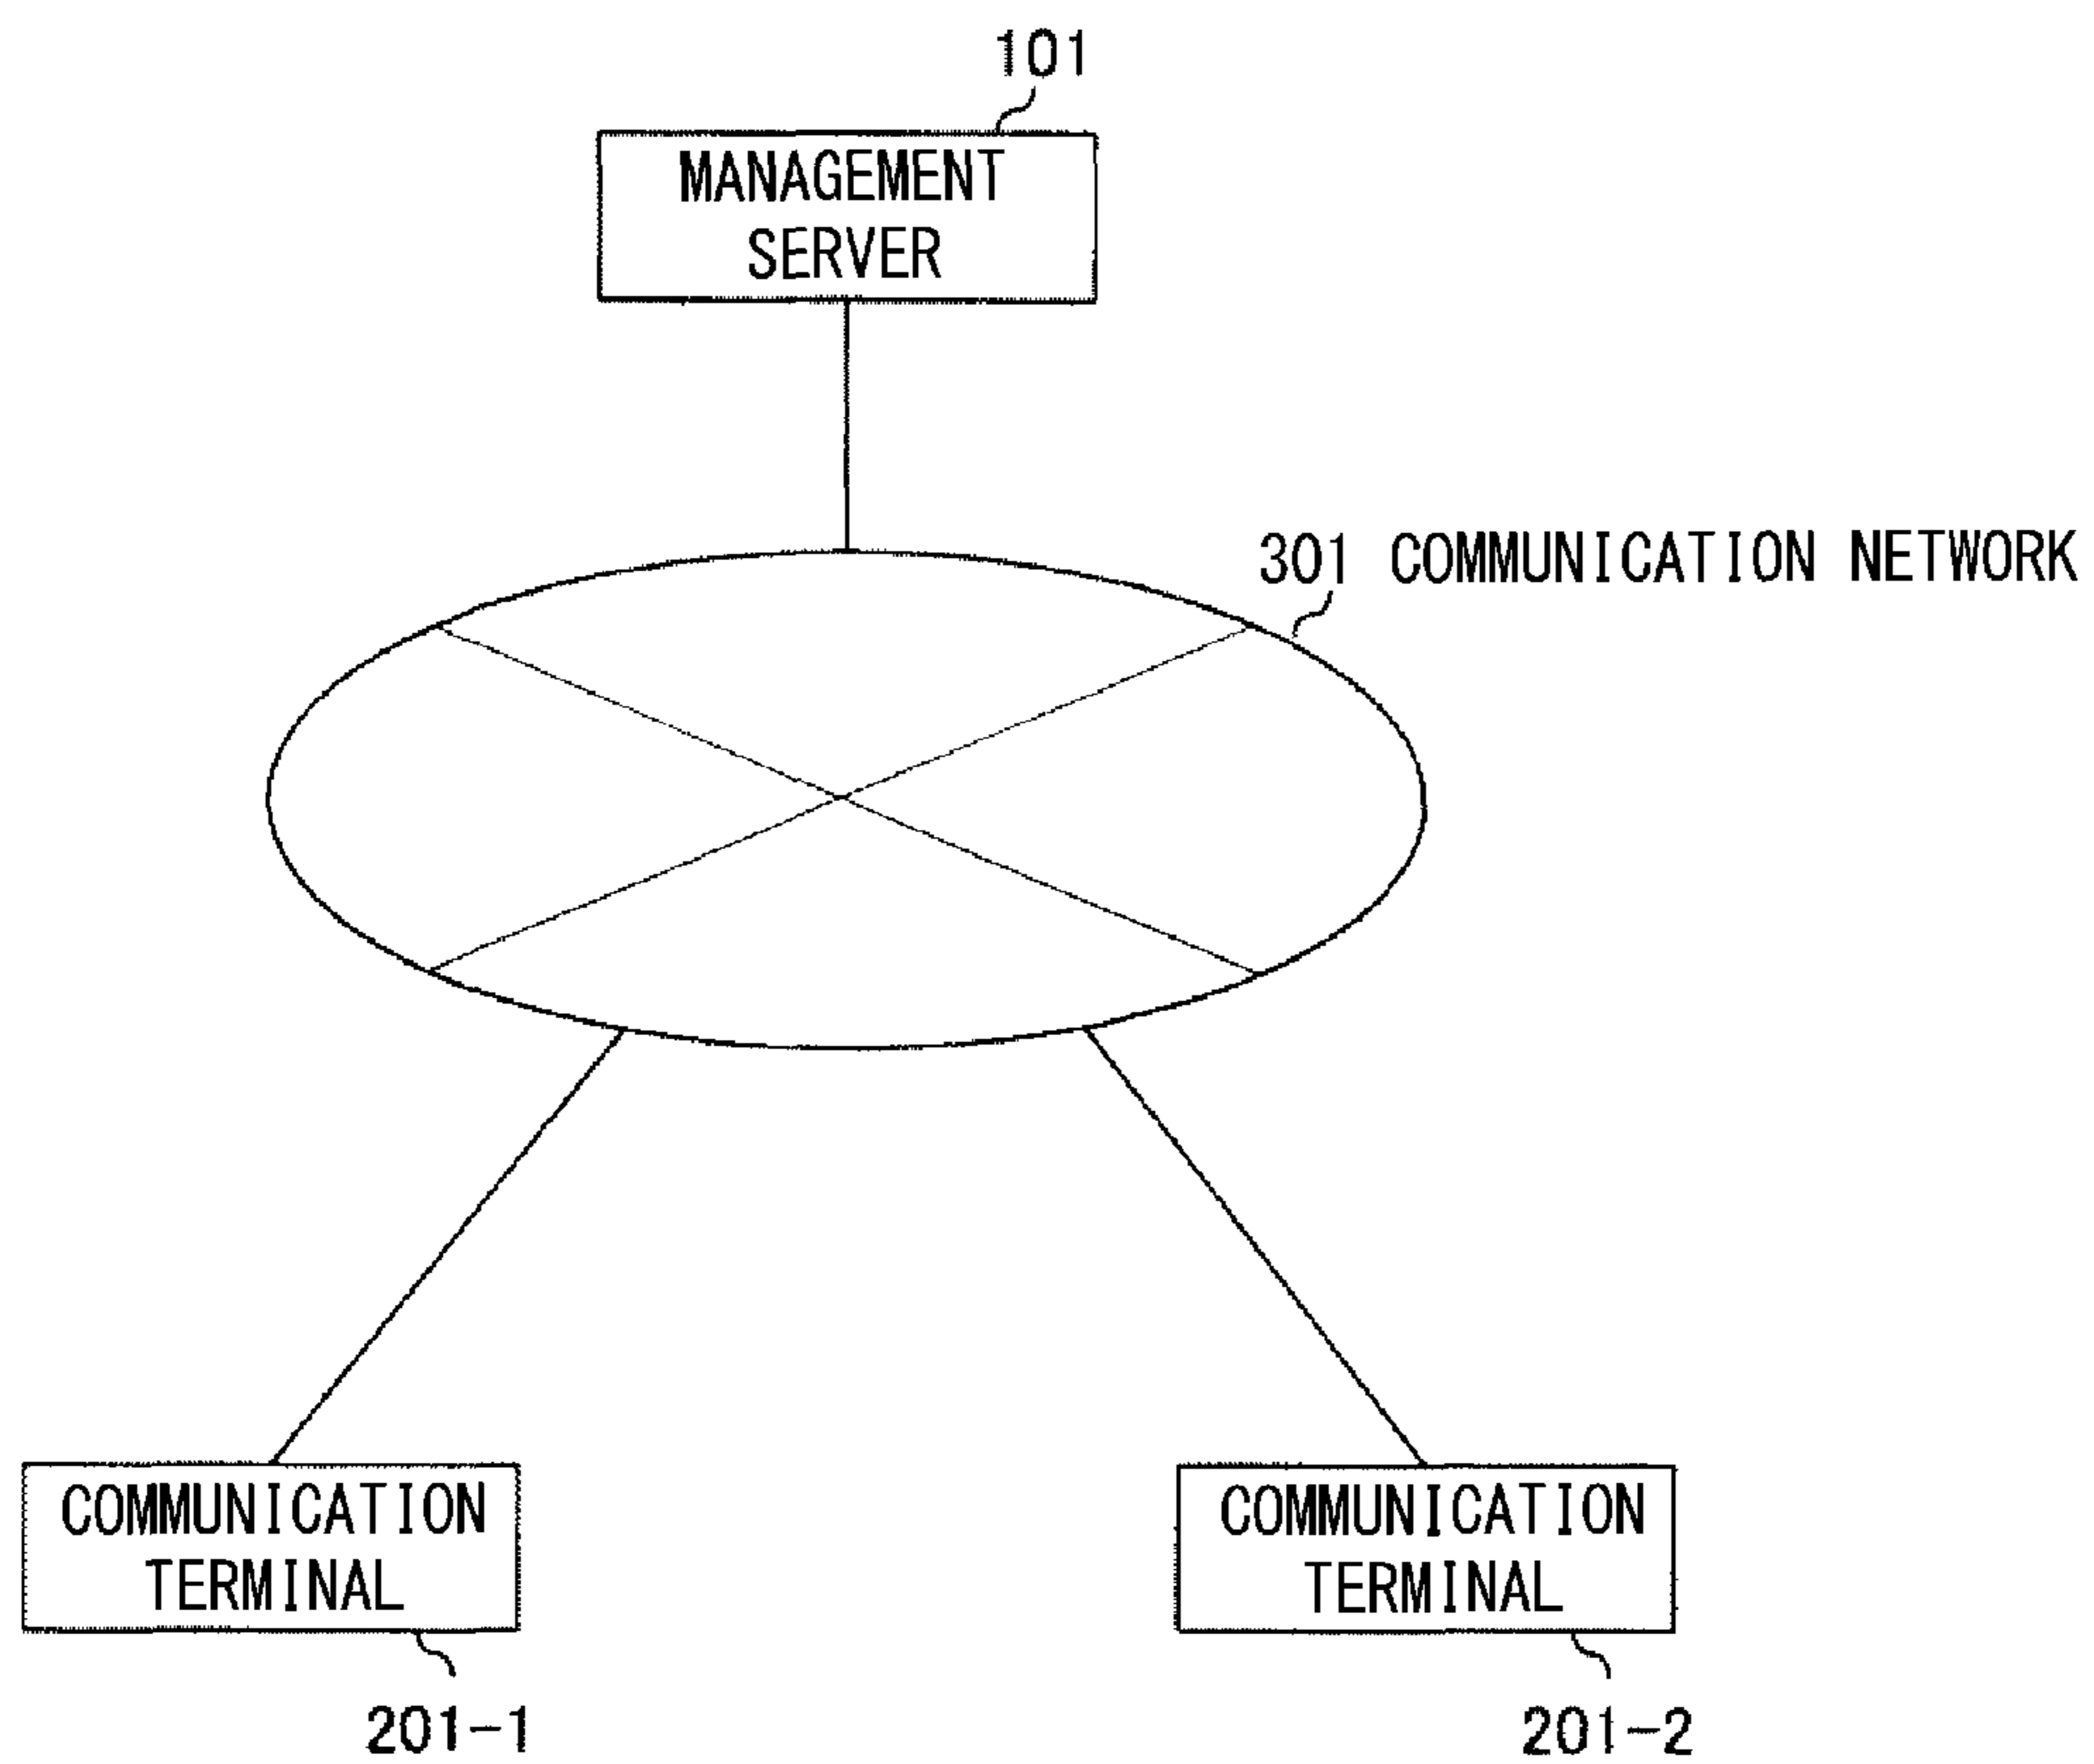 101
MANAGEMENT
SERVER
301 COMMUNICATION NETWORK
COMMUNICATION
TERMINAL
201-1
COMMUNICATION
TERMINAL
201-2